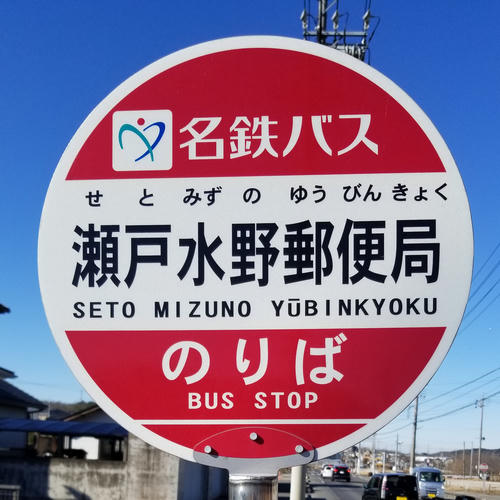 名鉄バス
せと みずの ゆうびんきょく
瀬戸水野郵便局
SETO MIZUNO YŪBINKYOKU
のりば
BUS STOP